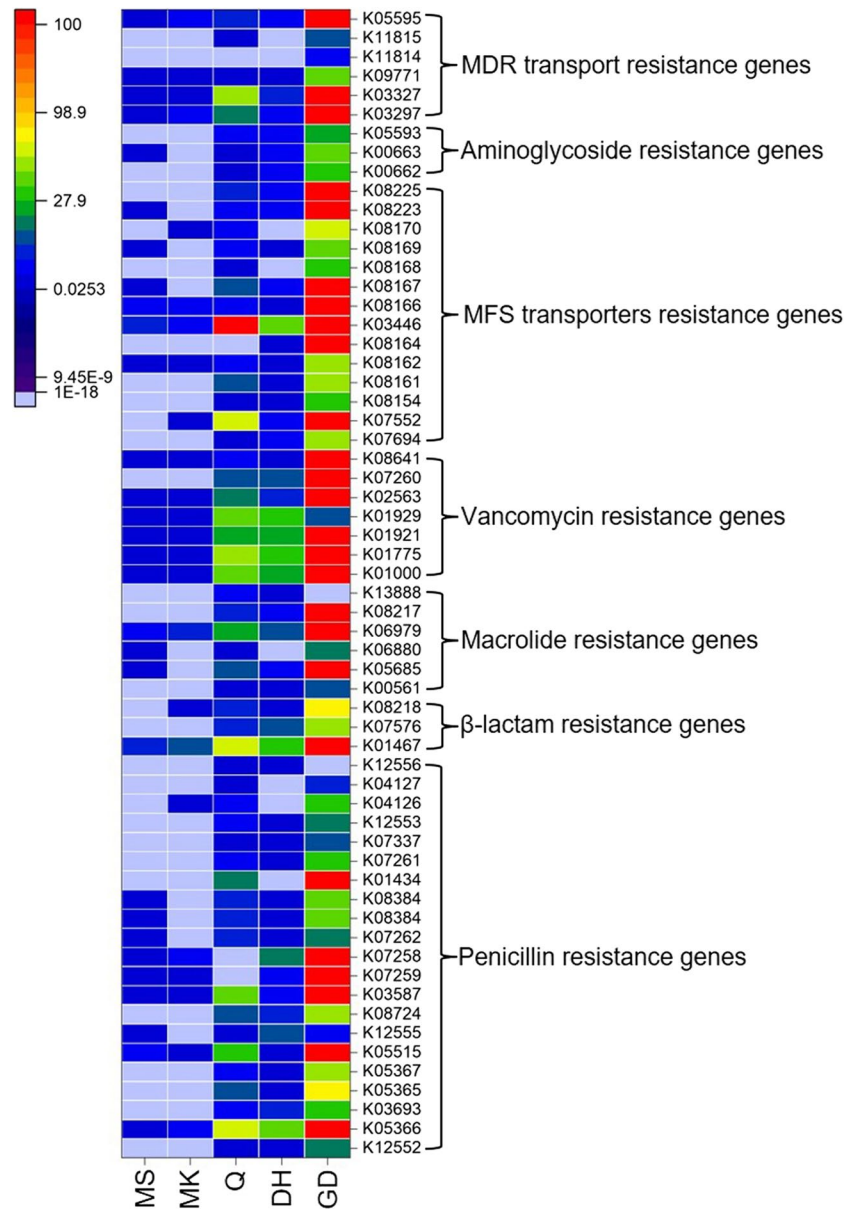 100
98.9
27.9
0.0253
9.45E-9
1E-18
K05595
K11815
K11814
K09771
K03327
K03297
MDR transport resistance genes
K05593
K00663
K00662
Aminoglycoside resistance genes
K08225
K08223
K08170
K08169
K08168
K08167
K08166
K03446
K08164
K08162
K08161
K08154
K07552
K07694
MFS transporters resistance genes
K08641
K07260
K02563
K01929
K01921
K01775
K01000
Vancomycin resistance genes
K13888
K08217
K06979
K06880
K05685
K00561
Macrolide resistance genes
K08218
K07576
K01467
β-lactam resistance genes
K12556
K04127
K04126
K12553
K07337
K07261
K01434
K08384
K08384
K07262
K07258
K07259
K03587
K08724
K12555
K05515
K05367
K05365
K03693
K05366
K12552
Penicillin resistance genes
MS
MK
Q
DH
GD